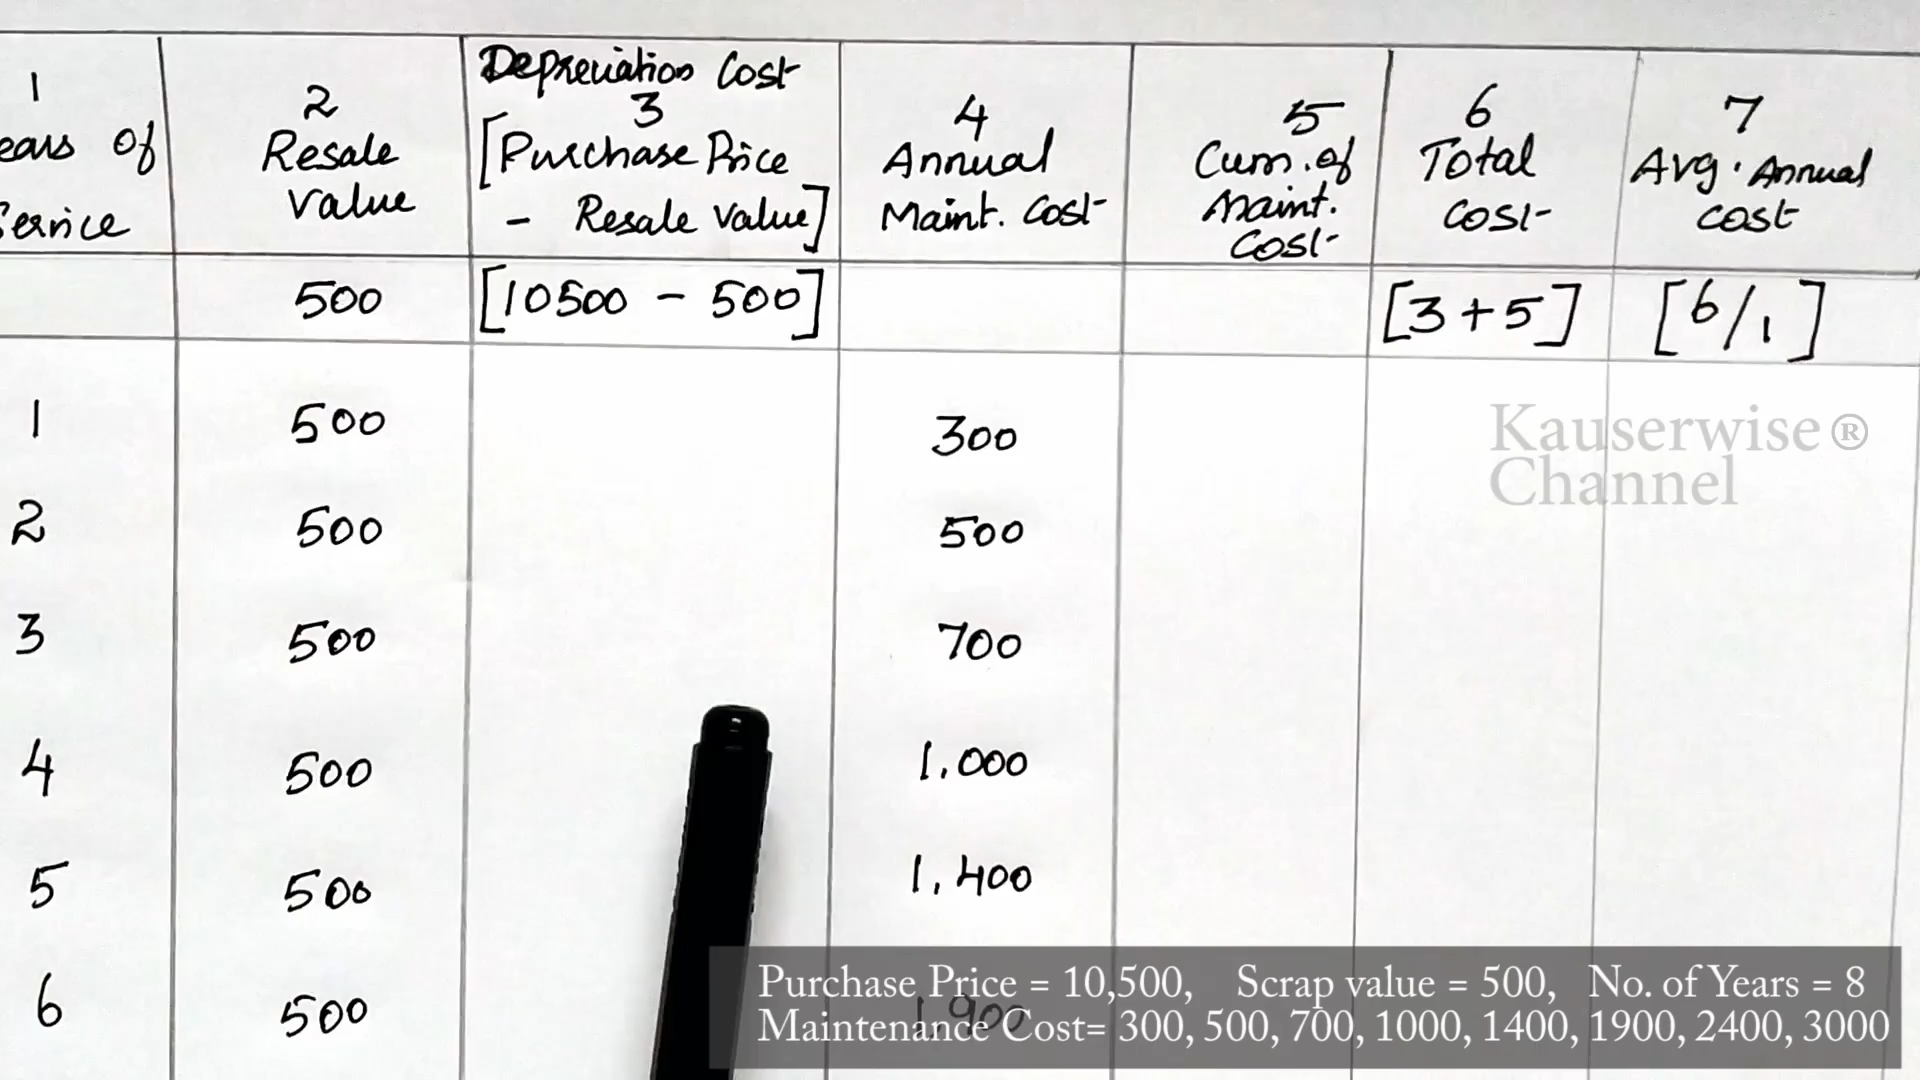 1 2 Depreciation Cost 3 4 5 6 7
ears of Service
Resale Value
[Purchase Price
- Resale Value]
Annual
Maint. Cost
Cum. of
Maint.
Cost
Total
Cost
Avg. Annual
Cost
500 [10500 - 500] [3+5] [6/1]
1 500 300
2 500 500
3 500 700
4 500 1,000
5 500 1,400
6 500 1,900
Kauserwise®
Channel
Purchase Price = 10,500, Scrap value = 500, No. of Years = 8
Maintenance Cost= 300, 500, 700, 1000, 1400, 1900, 2400, 3000